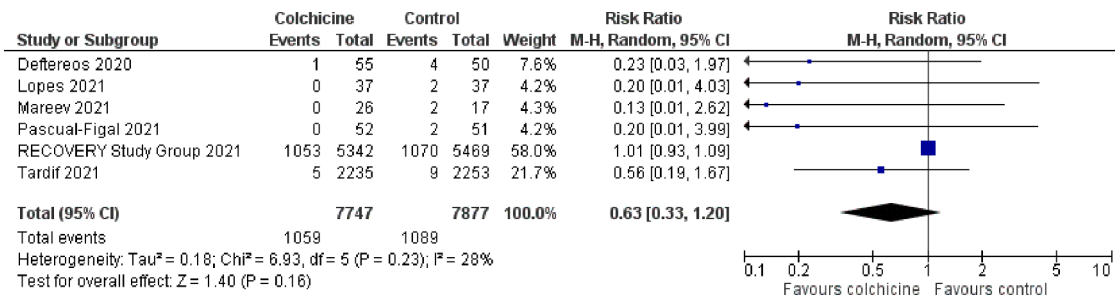 Colchicine Control Risk Ratio Risk Ratio
Study or Subgroup Events Total Events Total Weight M-H, Random, 95% CI M-H, Random, 95% CI
Deftereos 2020 1 55 4 50 7.6% 0.23 [0.03, 1.97]
Lopes 2021 0 37 2 37 4.2% 0.20 [0.01, 4.03]
Mareev 2021 0 26 2 17 4.3% 0.13 [0.01, 2.62]
Pascual-Figal 2021 0 52 2 51 4.2% 0.20 [0.01, 3.99]
RECOVERY Study Group 2021 1053 5342 1070 5469 58.0% 1.01 [0.93, 1.09]
Tardif 2021 5 2235 9 2253 21.7% 0.56 [0.19, 1.67]
Total (95% CI) 7747 7877 100.0% 0.63 [0.33, 1.20]
Total events 1059 1089
Heterogeneity: Tau² = 0.18; Chi² = 6.93, df = 5 (P = 0.23); I² = 28%
Test for overall effect: Z = 1.40 (P = 0.16)
0.1 0.2 0.5 1 2 5 10
Favours colchicine Favours control